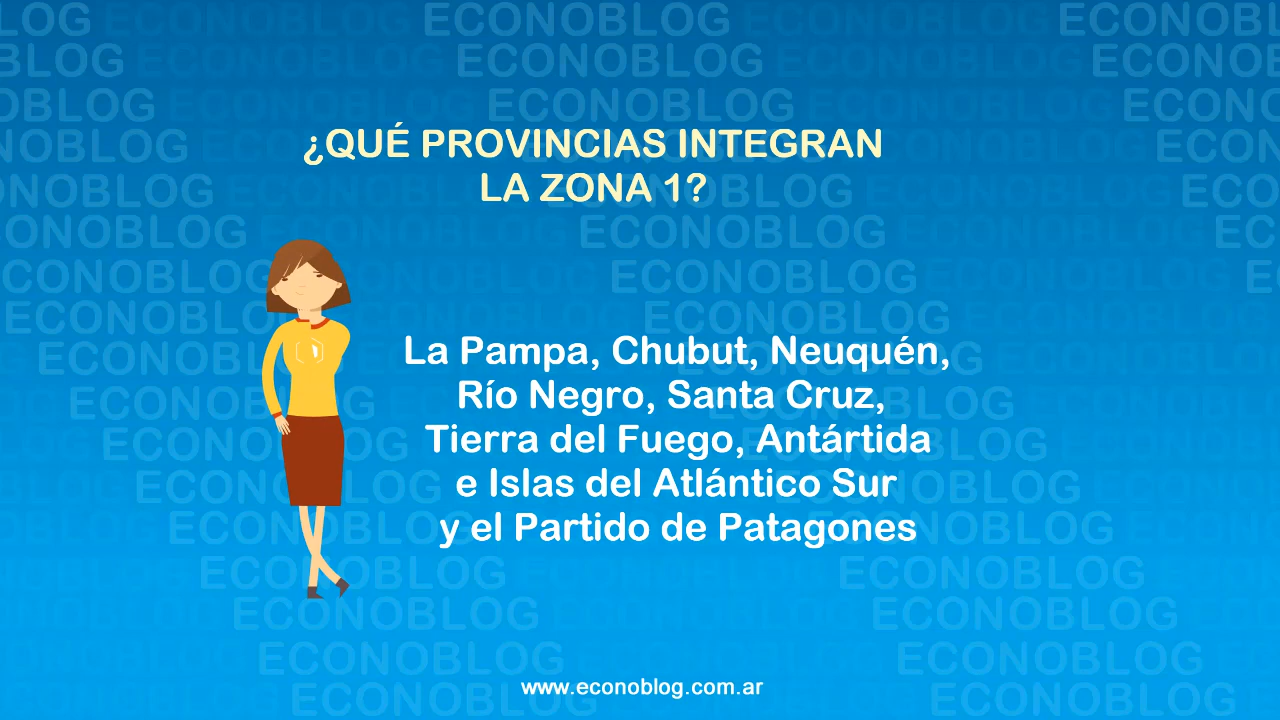 ¿QUÉ PROVINCIAS INTEGRAN
LA ZONA 1?
La Pampa, Chubut, Neuquén,
Río Negro, Santa Cruz,
Tierra del Fuego, Antártida
e Islas del Atlántico Sur
y el Partido de Patagones
www.econoblog.com.ar